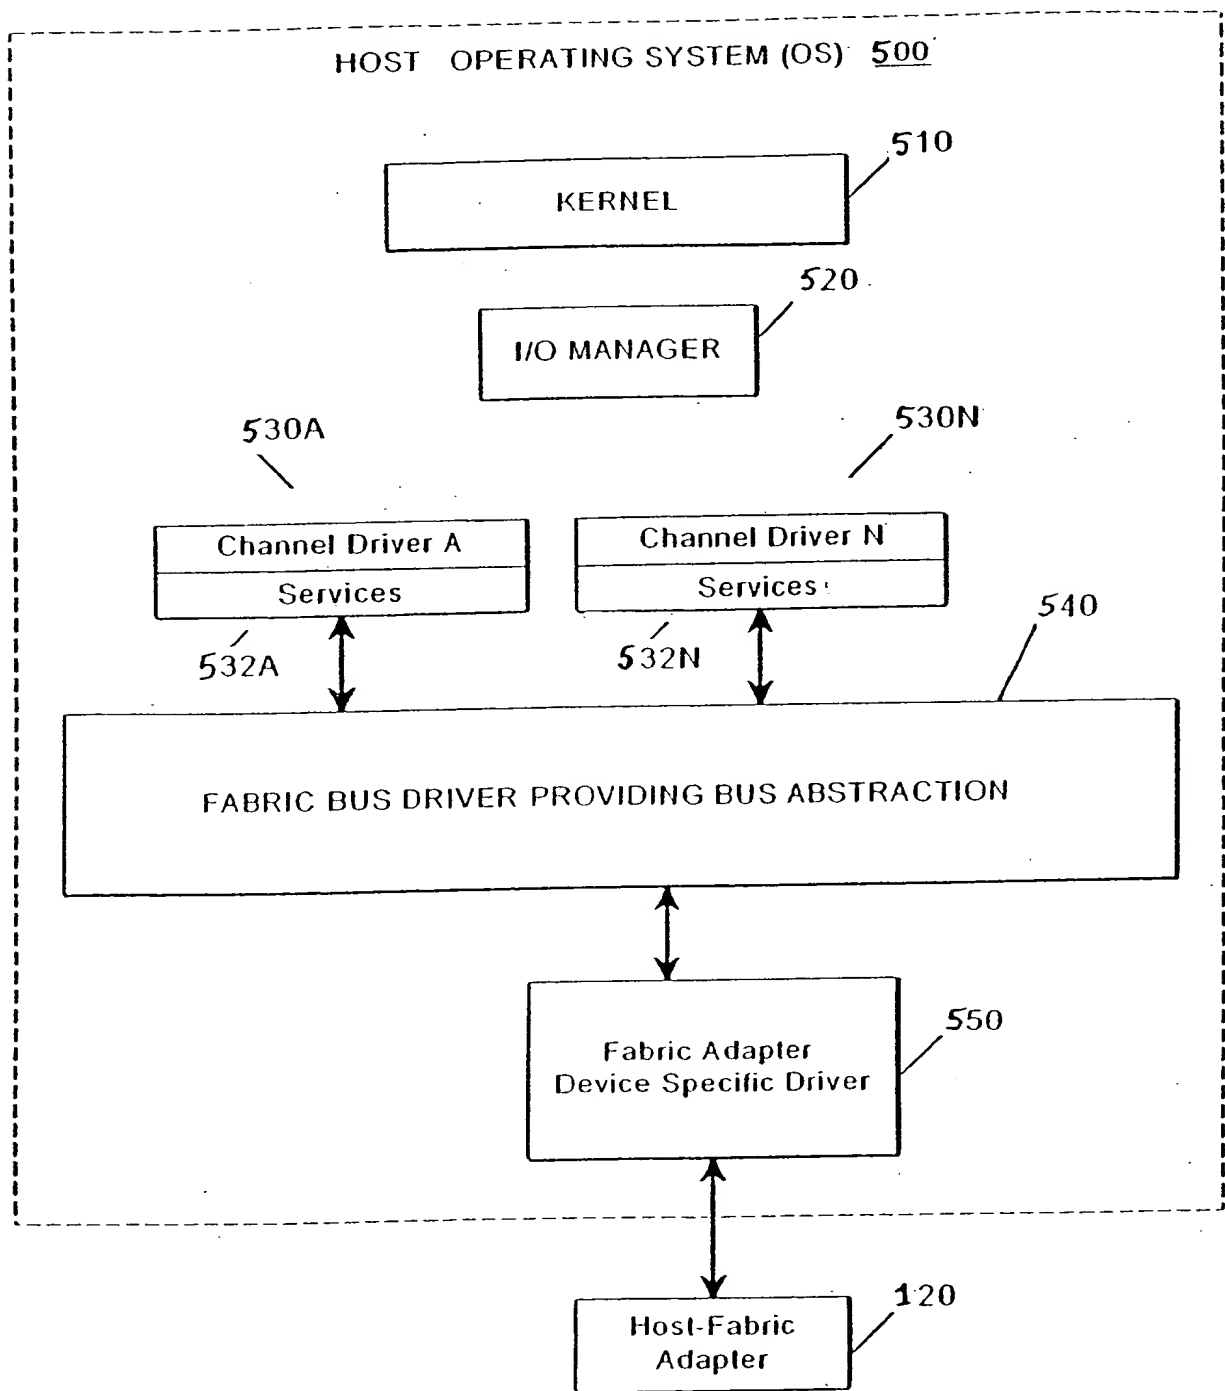 HOST OPERATING SYSTEM (OS) 500
510
KERNEL
520
I/O MANAGER
530A
530N
Channel Driver A
Services
Channel Driver N
Services
532A
532N
540
FABRIC BUS DRIVER PROVIDING BUS ABSTRACTION
550
Fabric Adapter
Device Specific Driver
120
Host-Fabric
Adapter